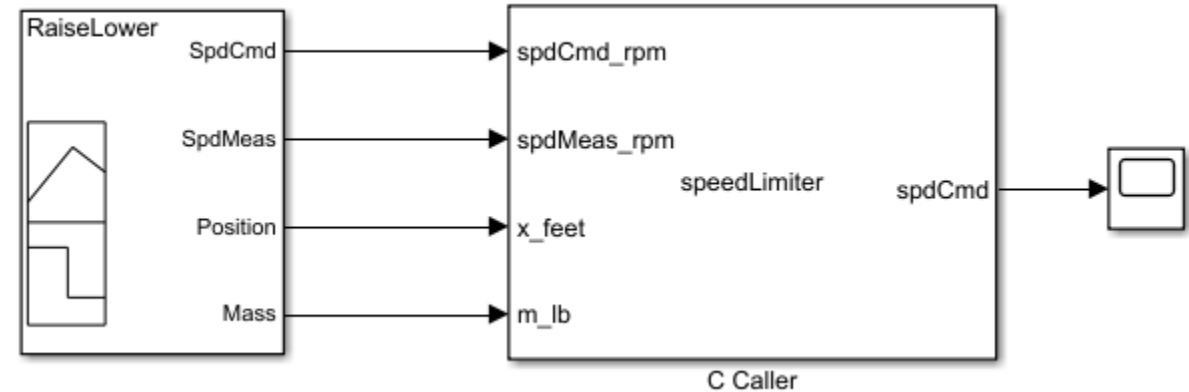 RaiseLower
SpdCmd
SpdMeas
Position
Mass
spdCmd_rpm
spdMeas_rpm
x_feet
m_lb
speedLimiter
spdCmd
C Caller